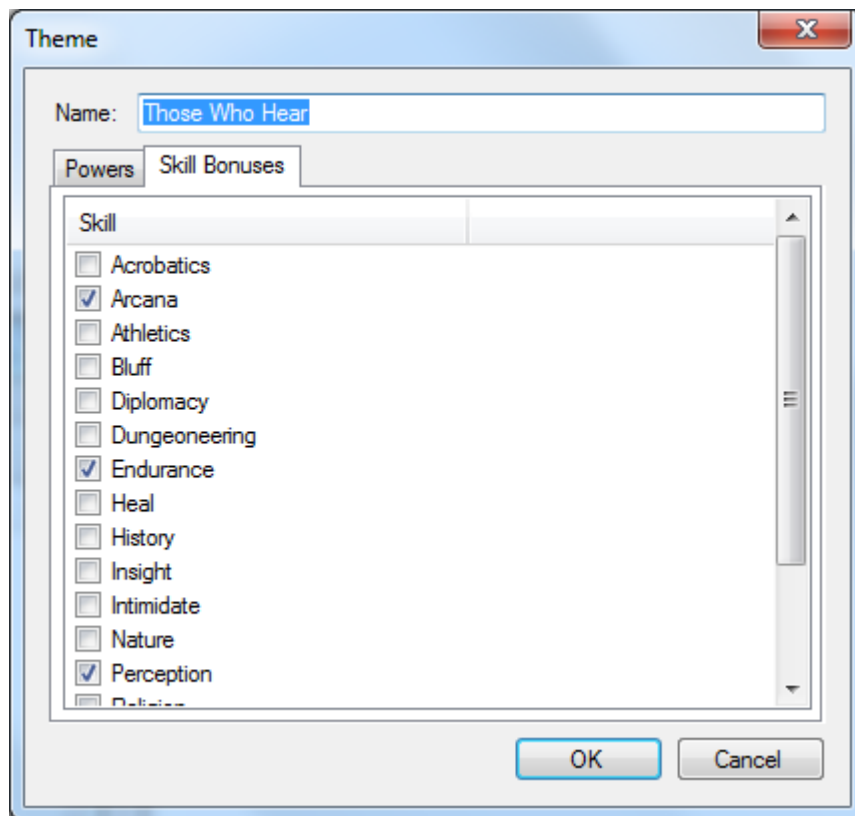 Theme
Name: Those Who Hear
Powers Skill Bonuses
Skill
Acrobatics
Arcana
Athletics
Bluff
Diplomacy
Dungeoneering
Endurance
Heal
History
Insight
Intimidate
Nature
Perception
Religion
OK Cancel